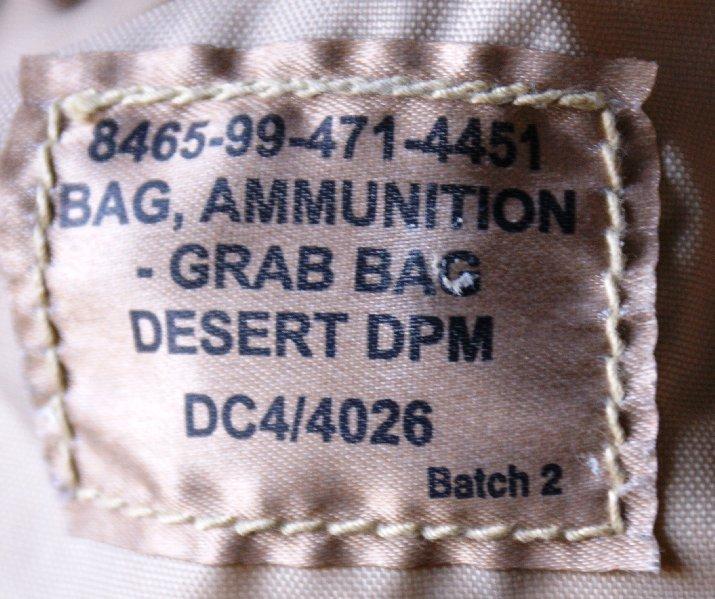 8465-99-471-4451
BAG, AMMUNITION
- GRAB BAG
DESERT DPM
DC4/4026
Batch 2